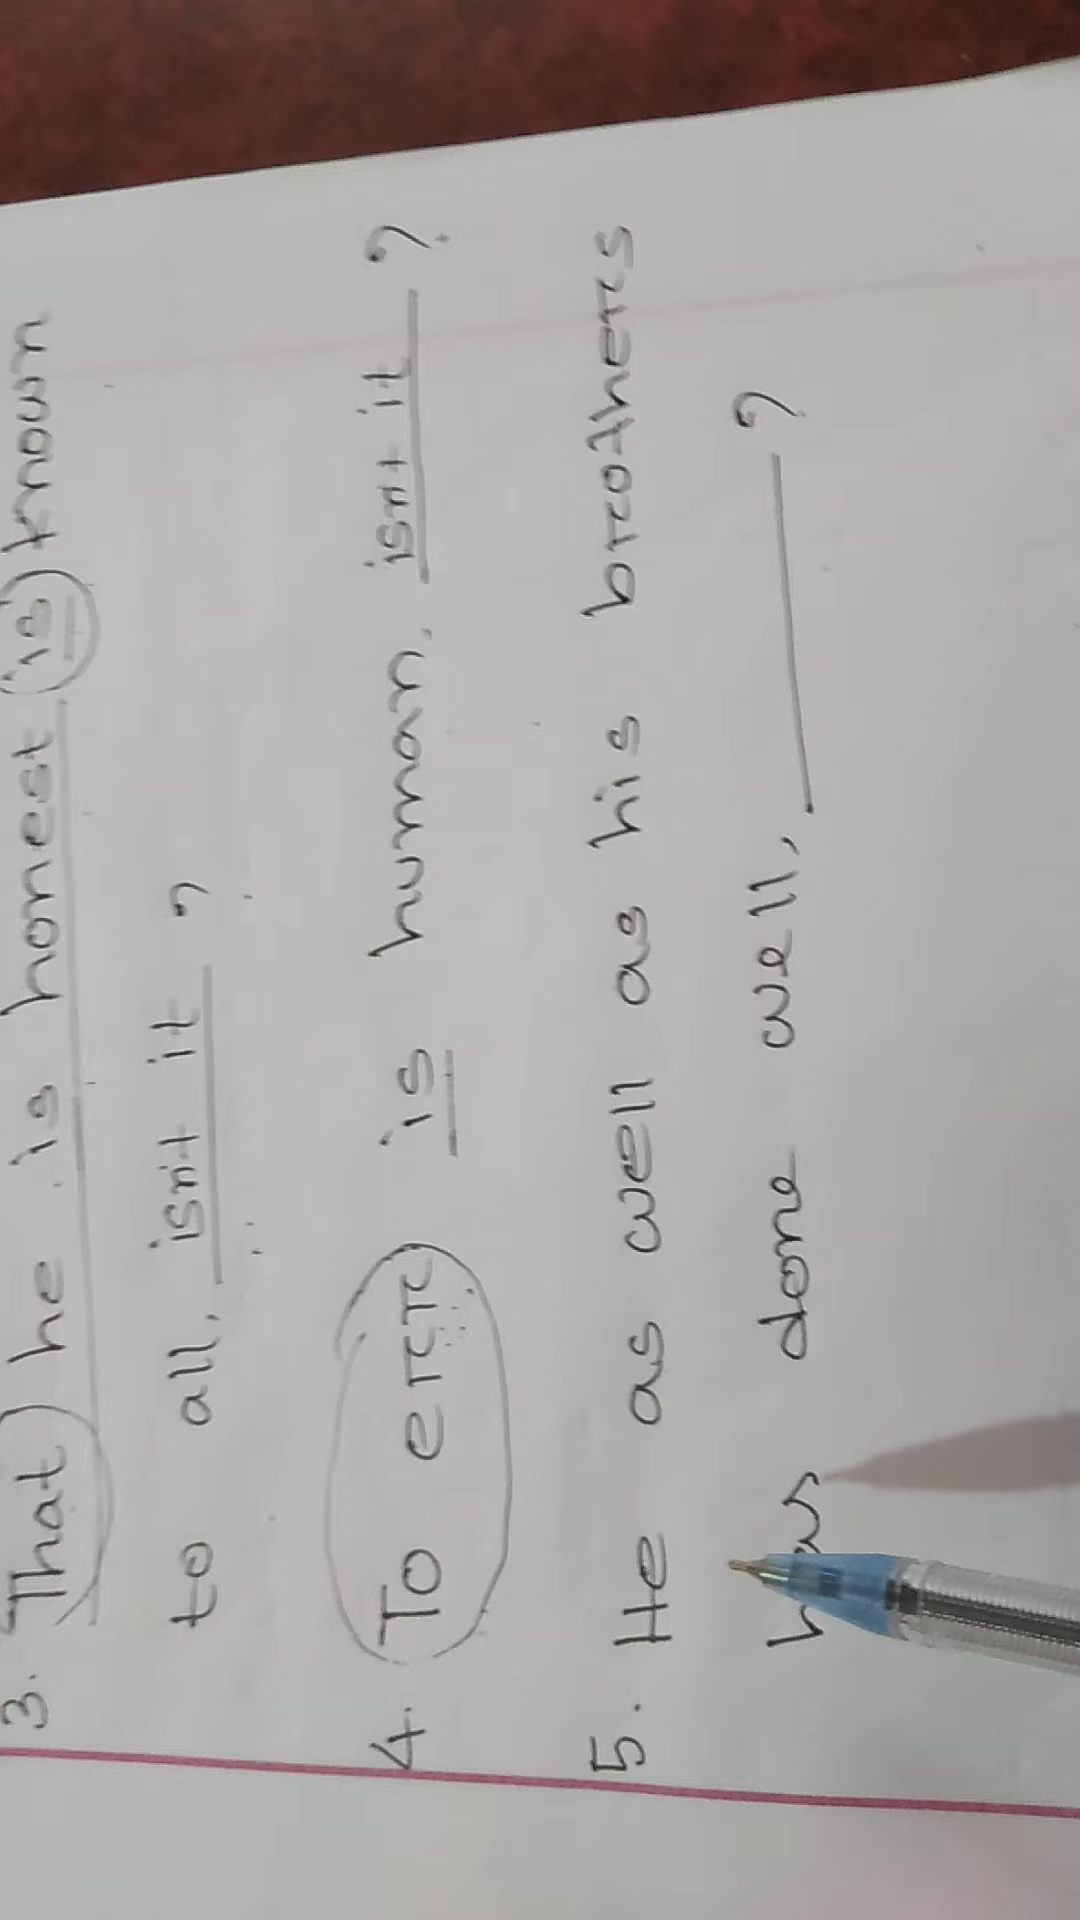 3. That he is honest is known
to all, isn't it ?
4. To err is human, isn't it ?
5. He as well as his brothers
has done well, ______ ?